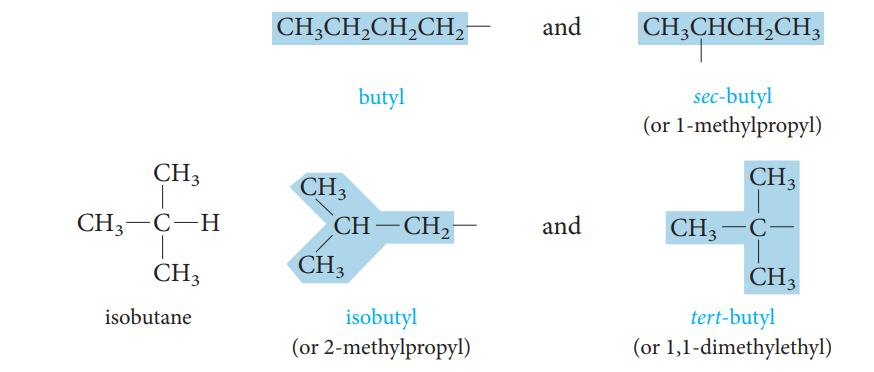 CH₃CH₂CH₂CH₂— and CH₃CHCH₂CH₃
butyl sec-butyl
(or 1-methylpropyl)
CH₃ CH₃ CH₃
CH₃—C—H CH—CH₂— and CH₃—C—
CH₃ CH₃ CH₃
isobutane isobutyl tert-butyl
(or 2-methylpropyl) (or 1,1-dimethylethyl)